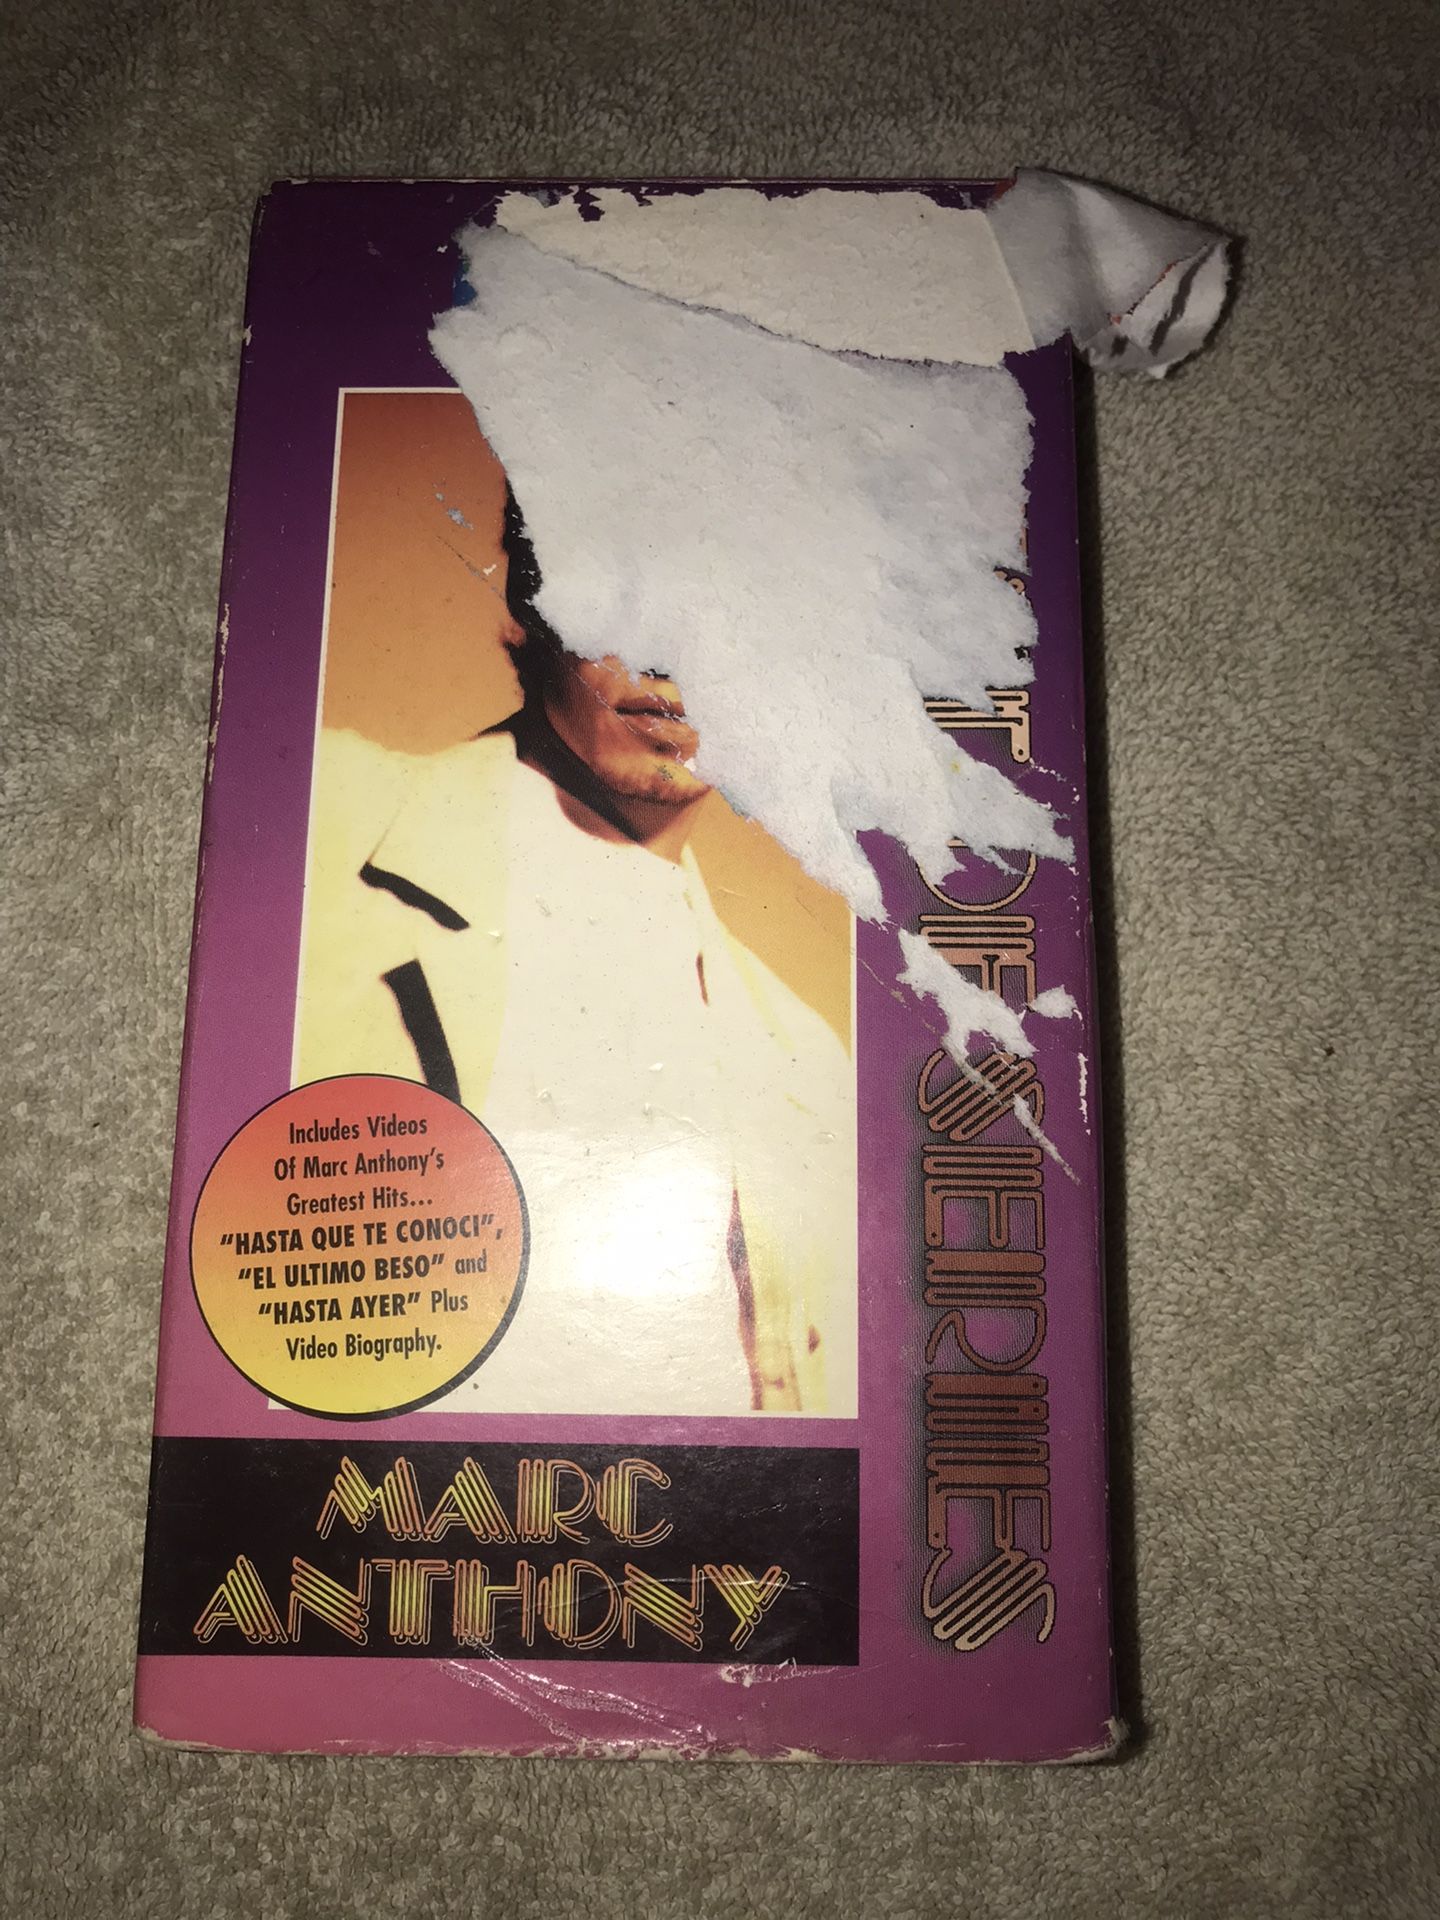 Includes Videos
Of Marc Anthony's
Greatest Hits...
"HASTA QUE TE CONOCI",
"EL ULTIMO BESO" and
"HASTA AYER" Plus
Video Biography.
MARC
ANTHONY
SERIES